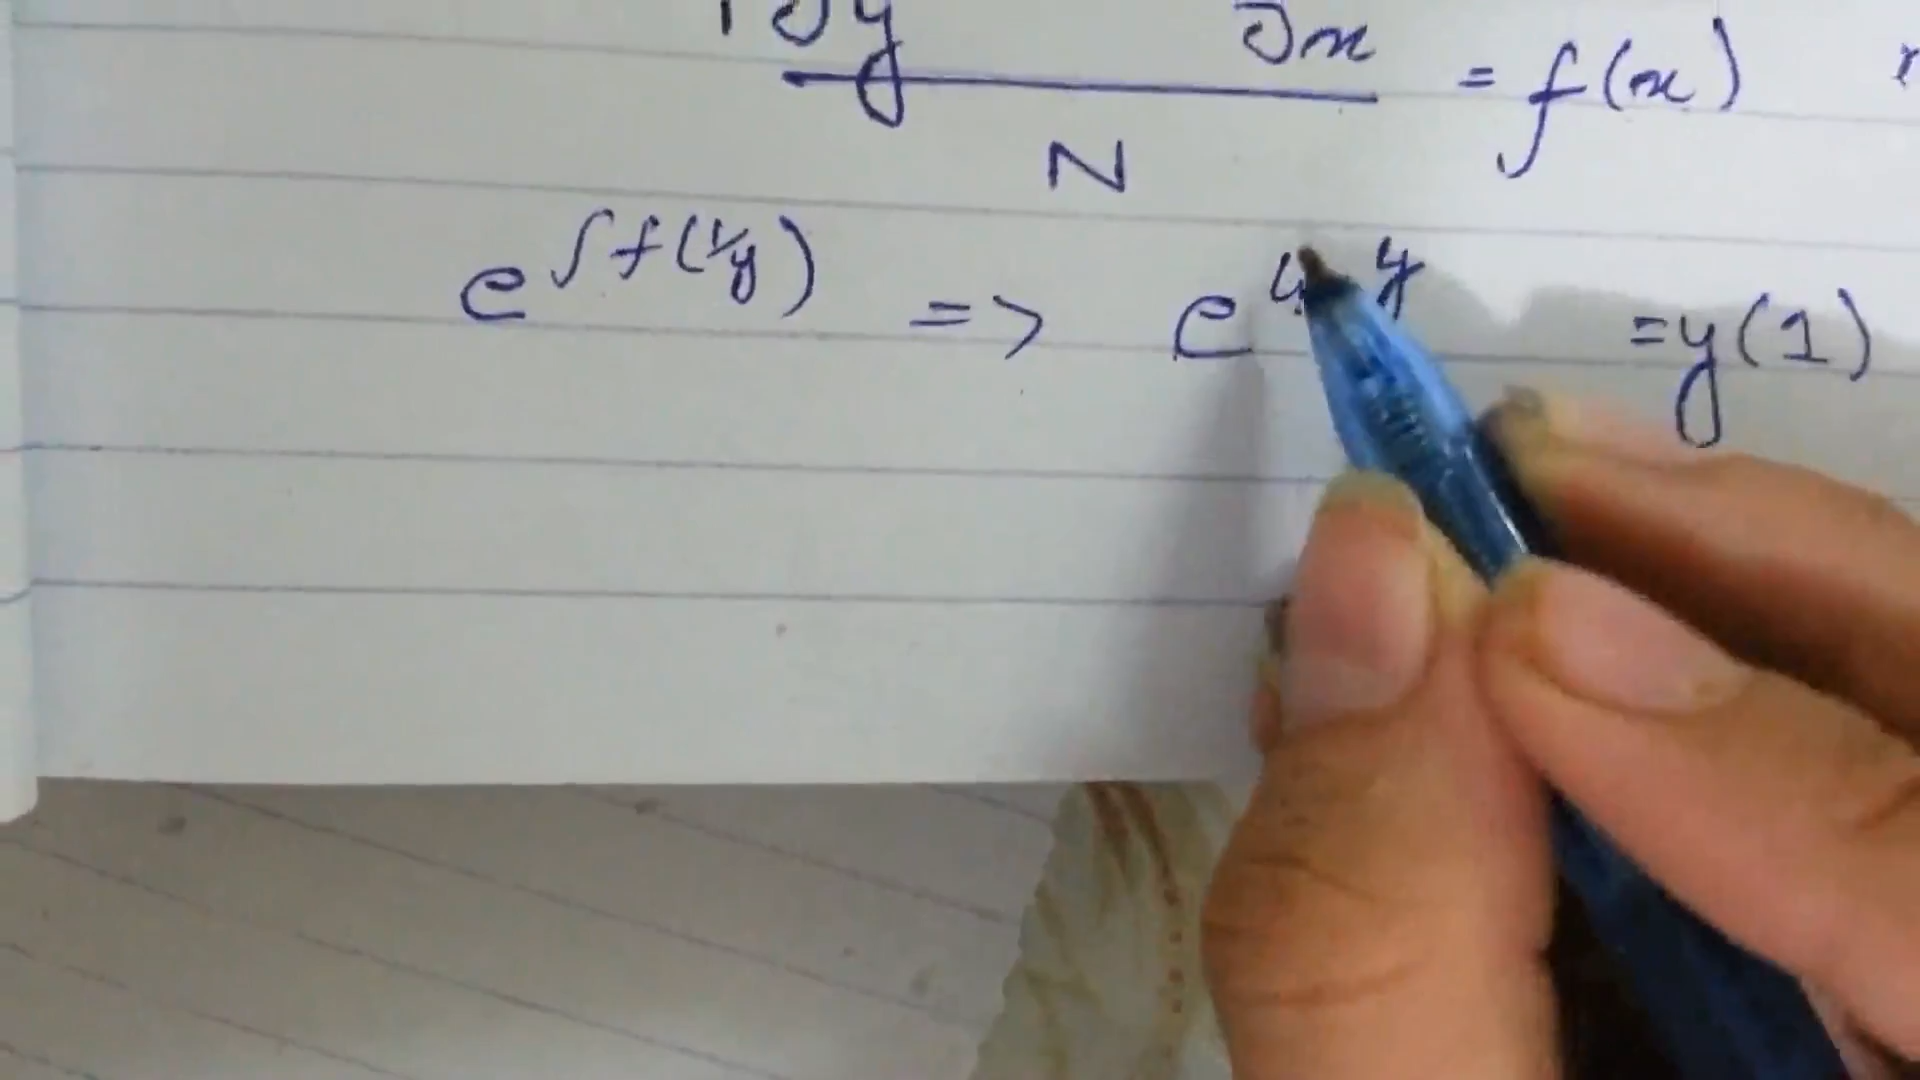 ∂y ∂x
N = f(x)
e^∫f(1/y) => e y =y(1)